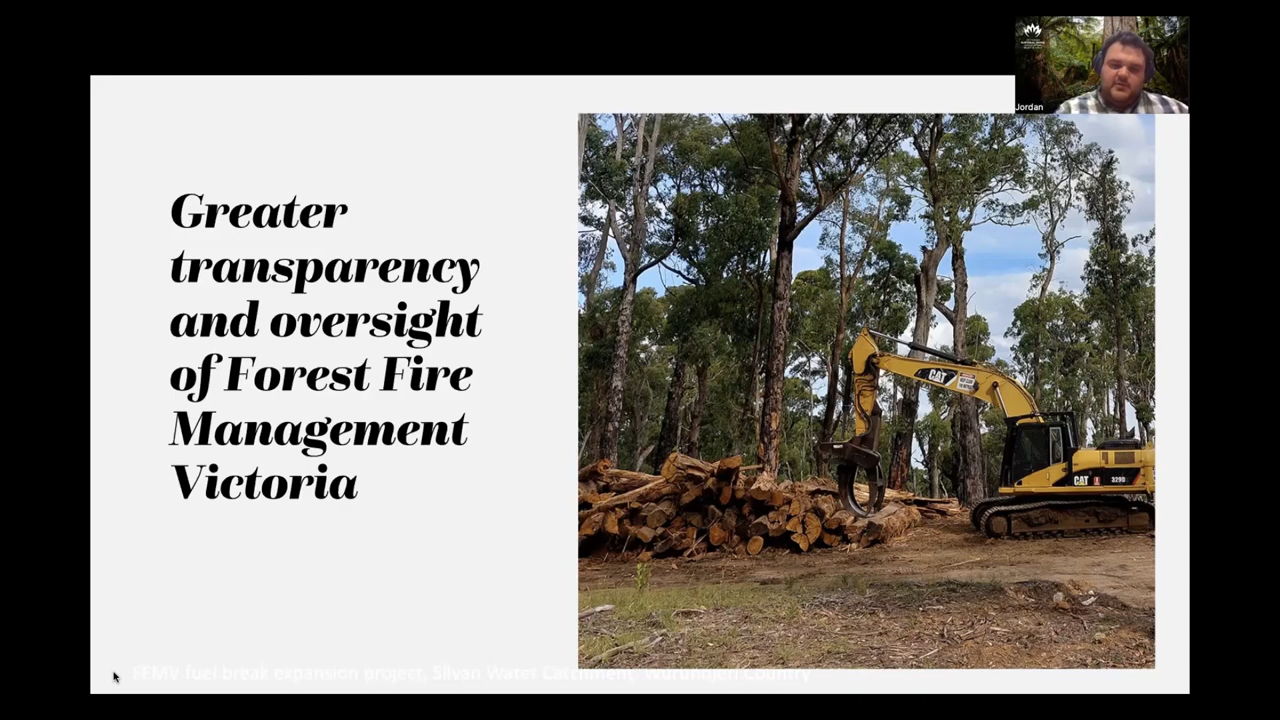 Jordan
Greater
transparency
and oversight
of Forest Fire
Management
Victoria
CAT
CAT 329D
FFMV fuel break expansion project, Silvan Water Catchment, Wurundjeri Country